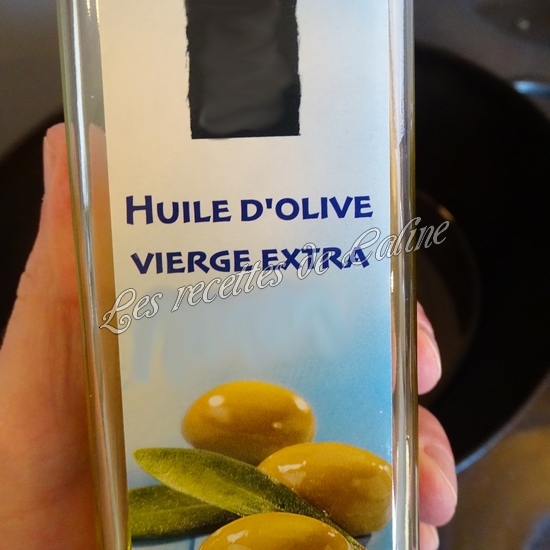 HUILE D'OLIVE
VIERGE EXTRA
Les recettes de Caline